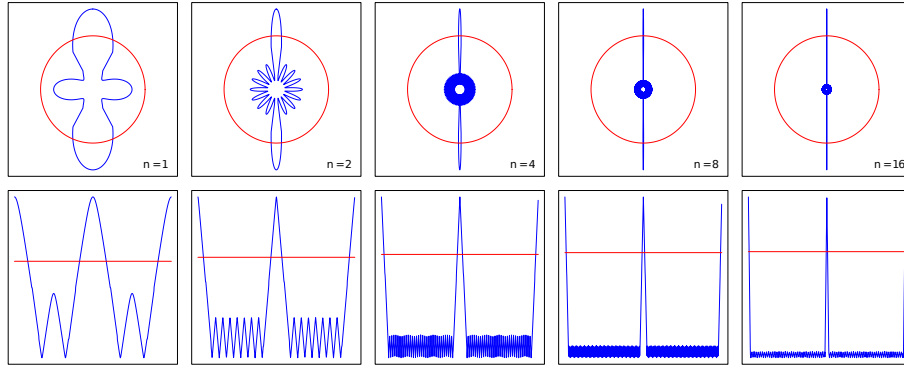 n = 1
n = 2
n = 4
n = 8
n = 16